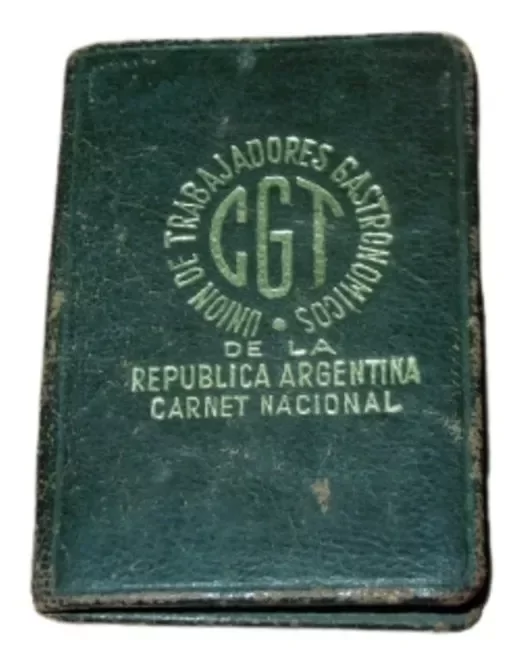 UNION DE TRABAJADORES GASTRONOMICOS •
CGT
DE LA
REPUBLICA ARGENTINA
CARNET NACIONAL